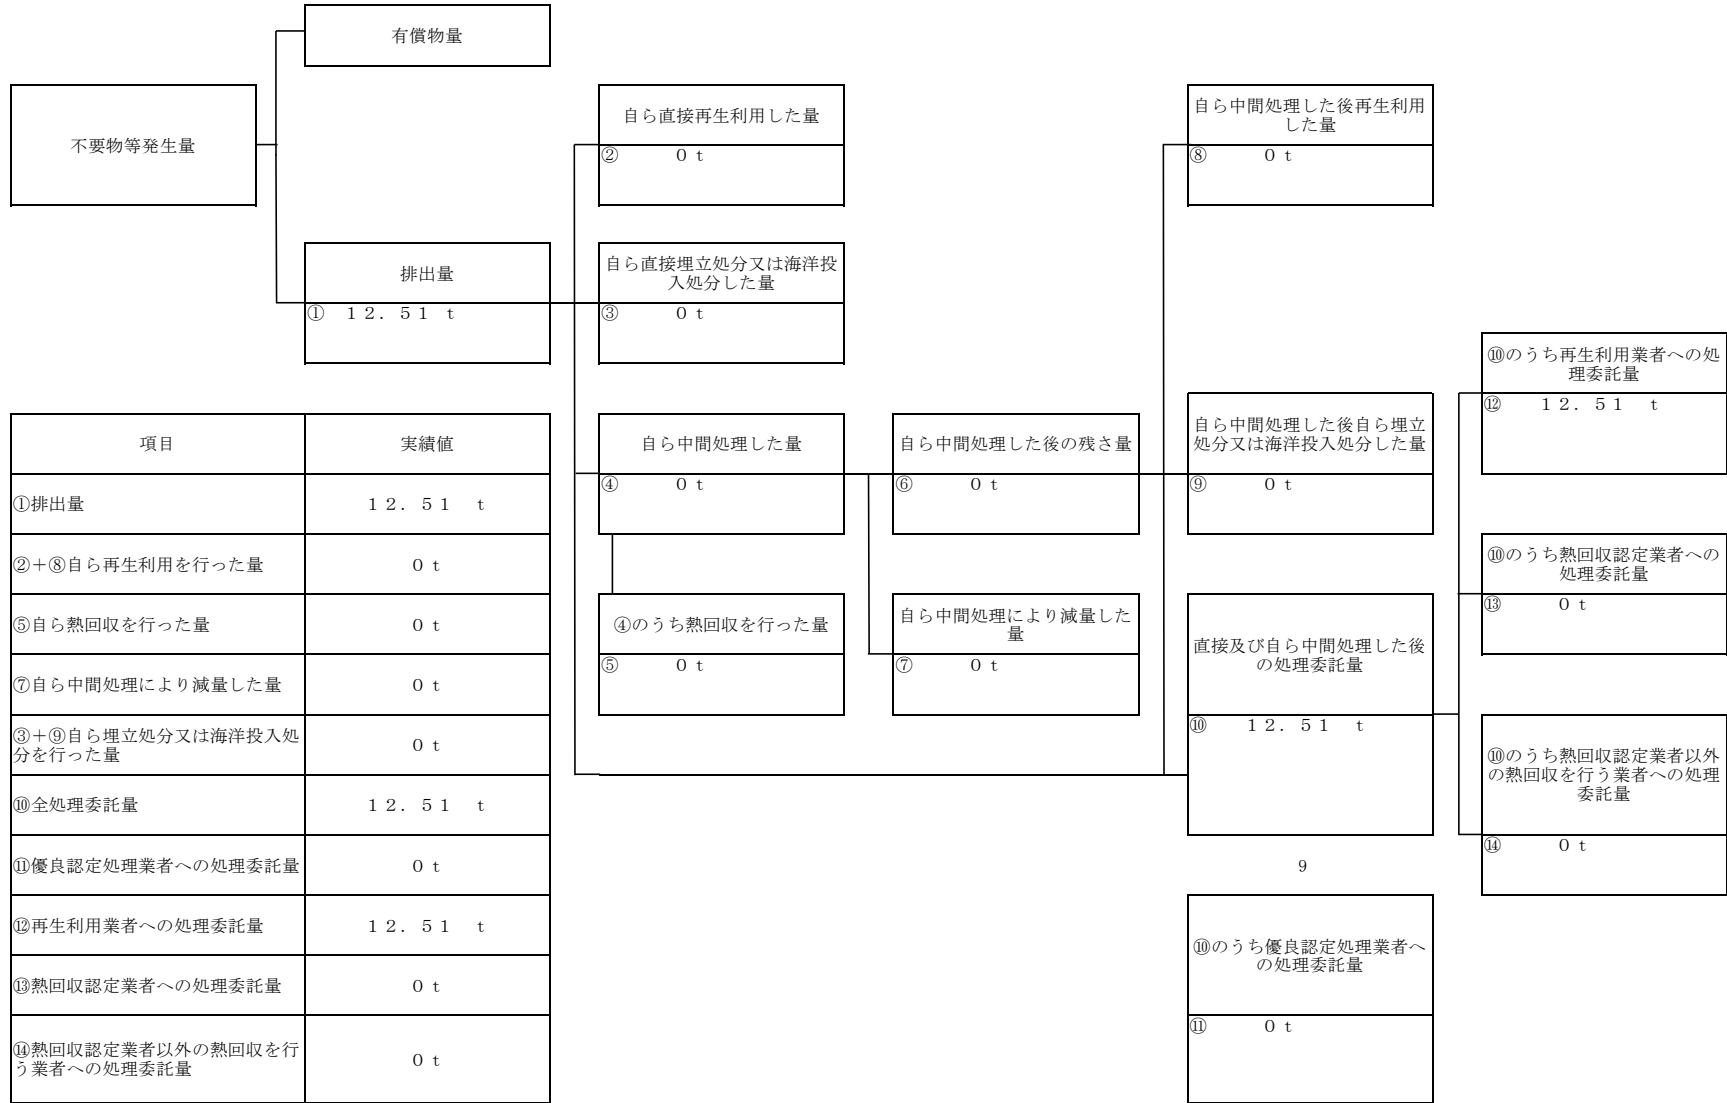 有償物量
不要物等発生量
自ら直接再生利用した量
②　0 t
自ら中間処理した後再生利用
した量
⑧　0 t
排出量
①　12.51 t
自ら直接埋立処分又は海洋投
入処分した量
③　0 t
⑩のうち再生利用業者への処
理委託量
⑫　12.51 t
自ら中間処理した量
④　0 t
自ら中間処理した後の残さ量
⑥　0 t
自ら中間処理した後自ら埋立
処分又は海洋投入処分した量
⑨　0 t
⑩のうち熱回収認定業者への
処理委託量
⑬　0 t
④のうち熱回収を行った量
⑤　0 t
自ら中間処理により減量した
量
⑦　0 t
直接及び自ら中間処理した後
の処理委託量
⑩　12.51 t
⑩のうち熱回収認定業者以外
の熱回収を行う業者への処理
委託量
⑭　0 t
9
⑩のうち優良認定処理業者へ
の処理委託量
⑪　0 t
項目　実績値
①排出量　12.51 t
②＋⑧自ら再生利用を行った量　0 t
⑤自ら熱回収を行った量　0 t
⑦自ら中間処理により減量した量　0 t
③＋⑨自ら埋立処分又は海洋投入処
分を行った量　0 t
⑩全処理委託量　12.51 t
⑪優良認定処理業者への処理委託量　0 t
⑫再生利用業者への処理委託量　12.51 t
⑬熱回収認定業者への処理委託量　0 t
⑭熱回収認定業者以外の熱回収を行
う業者への処理委託量　0 t